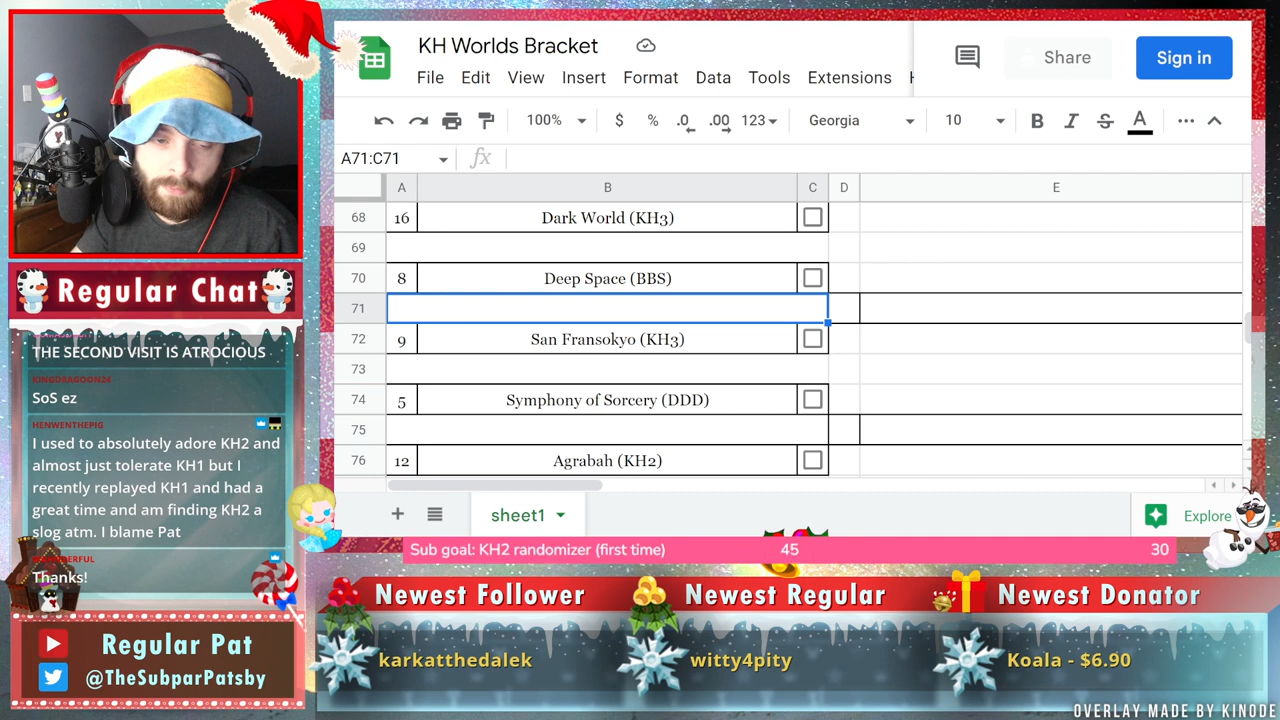 KH Worlds Bracket
File Edit View Insert Format Data Tools Extensions
Share
Sign in
100% $ % .0 .00 123 Georgia 10 B I S A
A71:C71 fx
A B C D E
68 16 Dark World (KH3)
69
70 8 Deep Space (BBS)
71
72 9 San Fransokyo (KH3)
73
74 5 Symphony of Sorcery (DDD)
75
76 12 Agrabah (KH2)
sheet1
Explore
Regular Chat
THE SECOND VISIT IS ATROCIOUS
KINGDRAGOON26
SoS ez
HENWENTHEPIG
I used to absolutely adore KH2 and
almost just tolerate KH1 but I
recently replayed KH1 and had a
great time and am finding KH2 a
slog atm. I blame Pat
Thanks!
Regular Pat
@TheSubparPatsby
Sub goal: KH2 randomizer (first time) 45 30
Newest Follower
karkatthedalek
Newest Regular
witty4pity
Newest Donator
Koala - $6.90
OVERLAY MADE BY KINODE